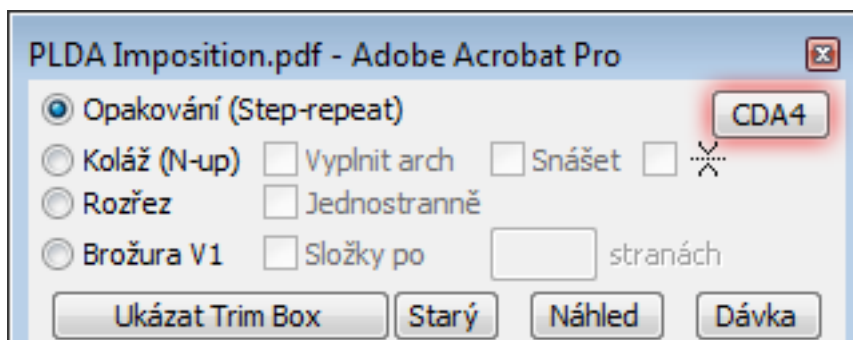 PLDA Imposition.pdf - Adobe Acrobat Pro
Opakování (Step-repeat) CDA4
Koláž (N-up) Vyplnit arch Snášet
Rozřez Jednostranně
Brožura V1 Složky po stranách
Ukázat Trim Box Starý Náhled Dávka